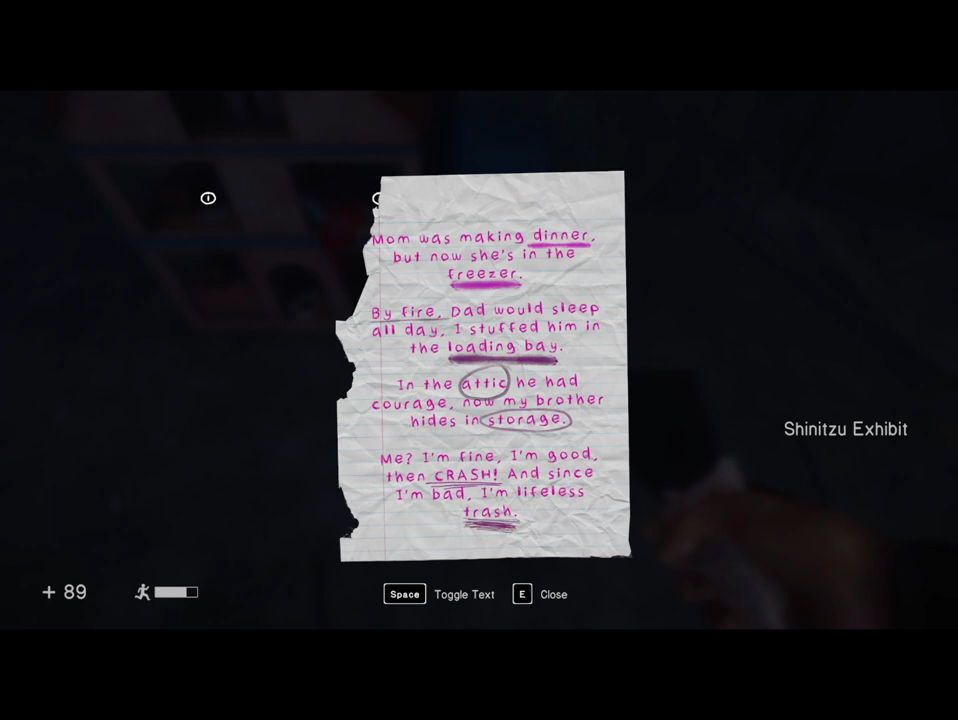 Mom was making dinner,
but now she's in the
freezer.
By fire, Dad would sleep
all day, I stuffed him in
the loading bay.
In the attic he had
courage, now my brother
hides in storage.
Me? I'm fine, I'm good,
then CRASH! And since
I'm bad, I'm lifeless
trash.
Shinitzu Exhibit
+ 89
Space Toggle Text E Close